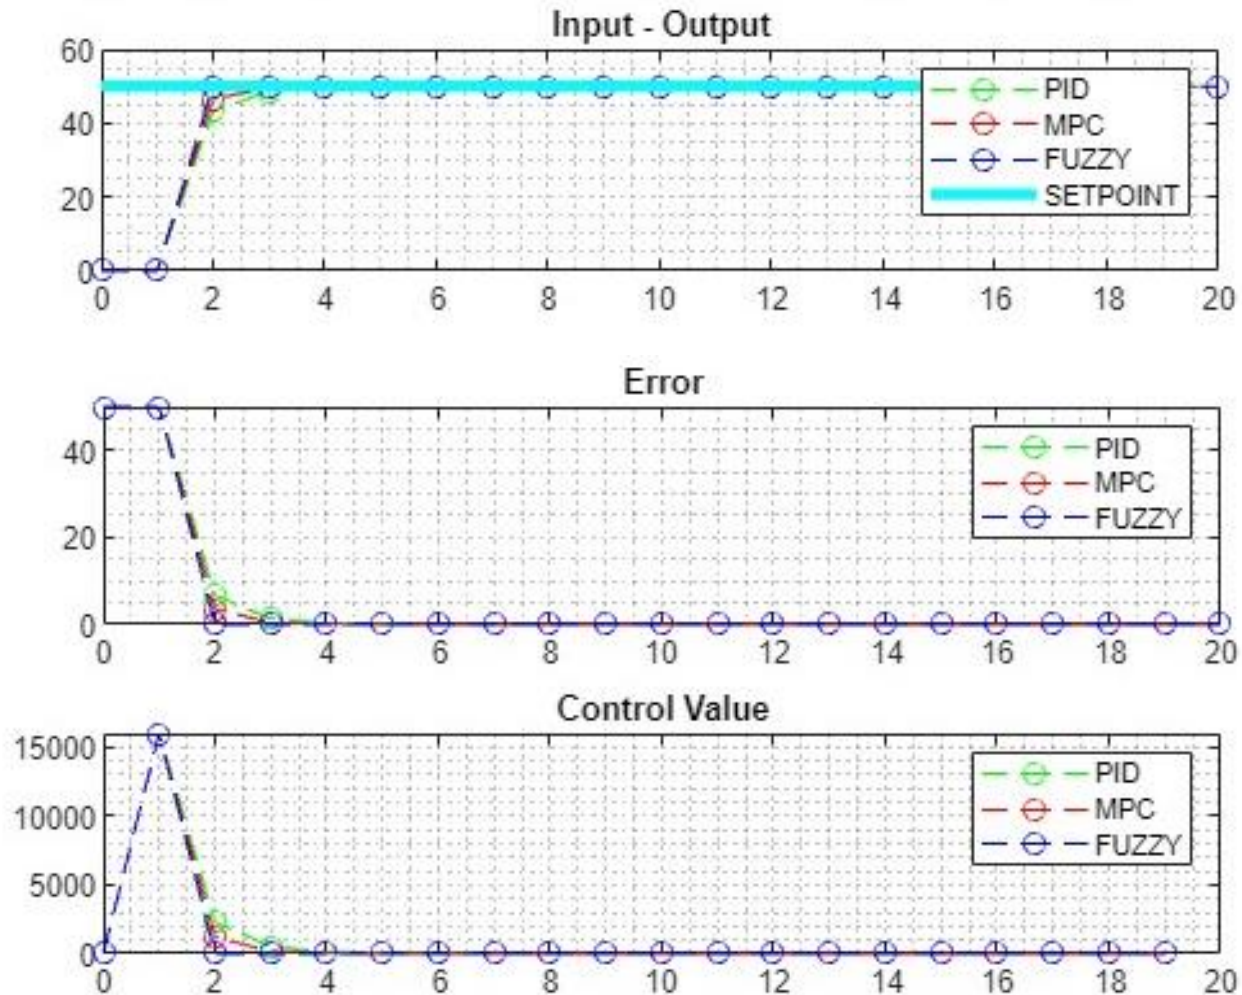 Input - Output
60
40
20
0
0 2 4 6 8 10 12 14 16 18 20
PID
MPC
FUZZY
SETPOINT
Error
40
20
0
0 2 4 6 8 10 12 14 16 18 20
PID
MPC
FUZZY
Control Value
15000
10000
5000
0
0 2 4 6 8 10 12 14 16 18 20
PID
MPC
FUZZY